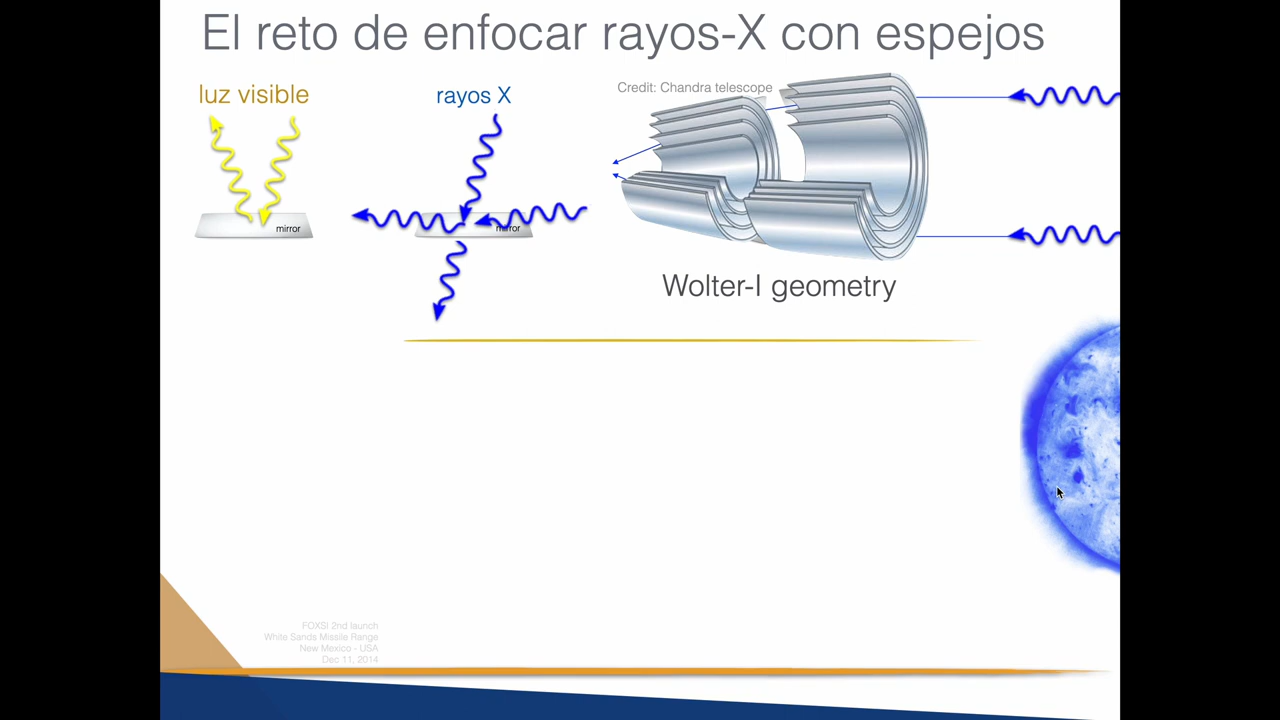 El reto de enfocar rayos-X con espejos
luz visible
rayos X
Credit: Chandra telescope
mirror
mirror
Wolter-I geometry
FOXSI 2nd launch
White Sands Missile Range
New Mexico - USA
Dec 11, 2014